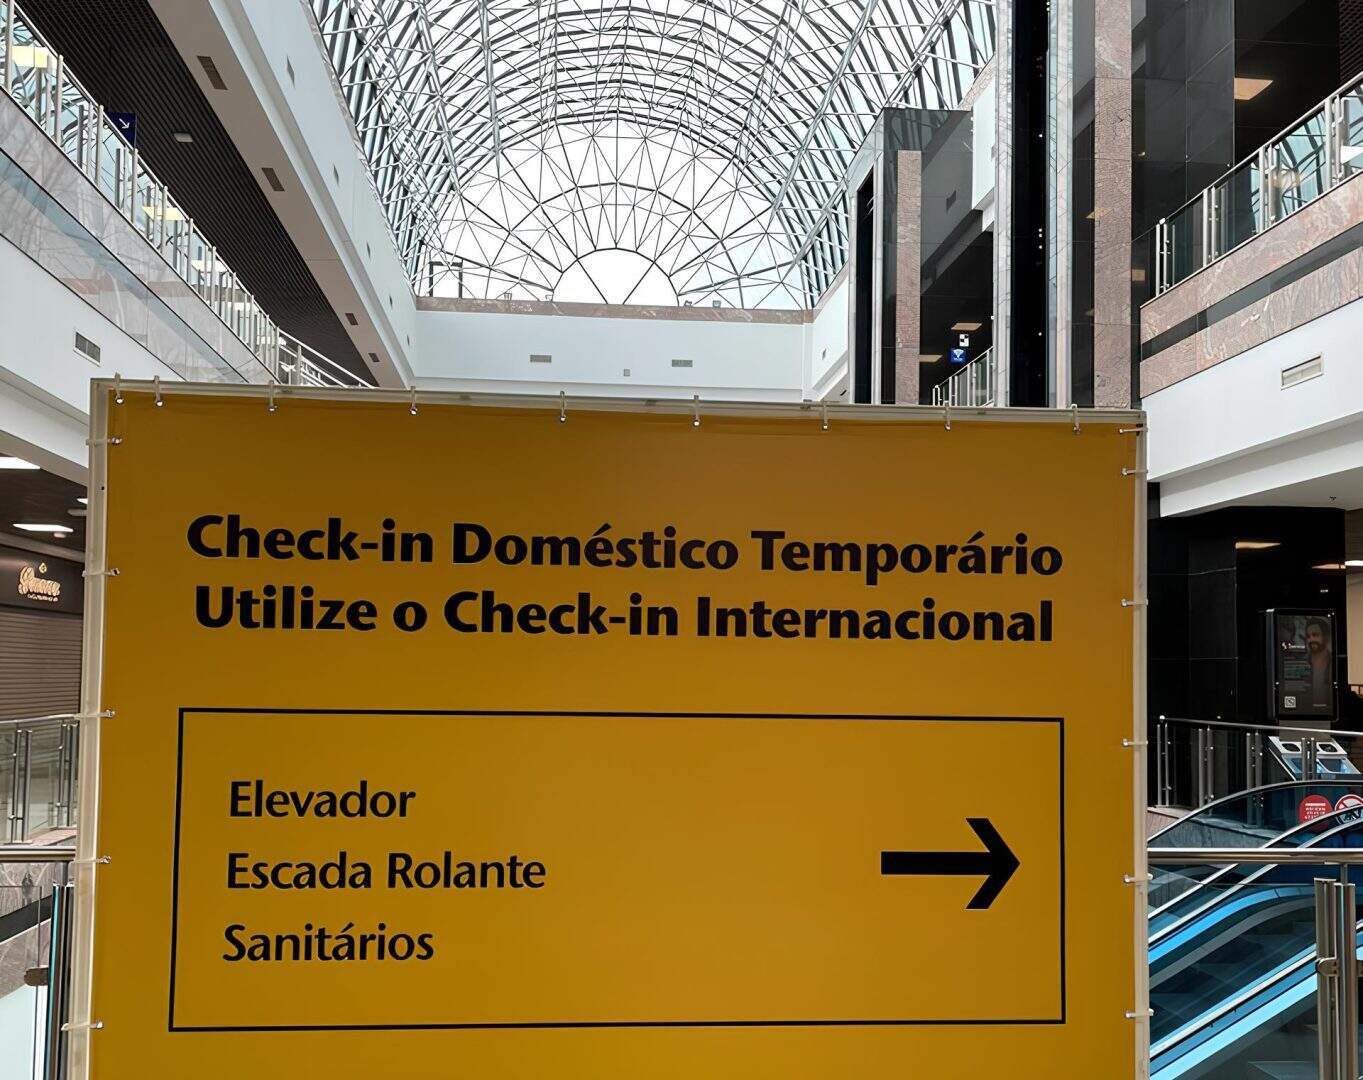 Check-in Doméstico Temporário
Utilize o Check-in Internacional
Elevador
Escada Rolante
Sanitários